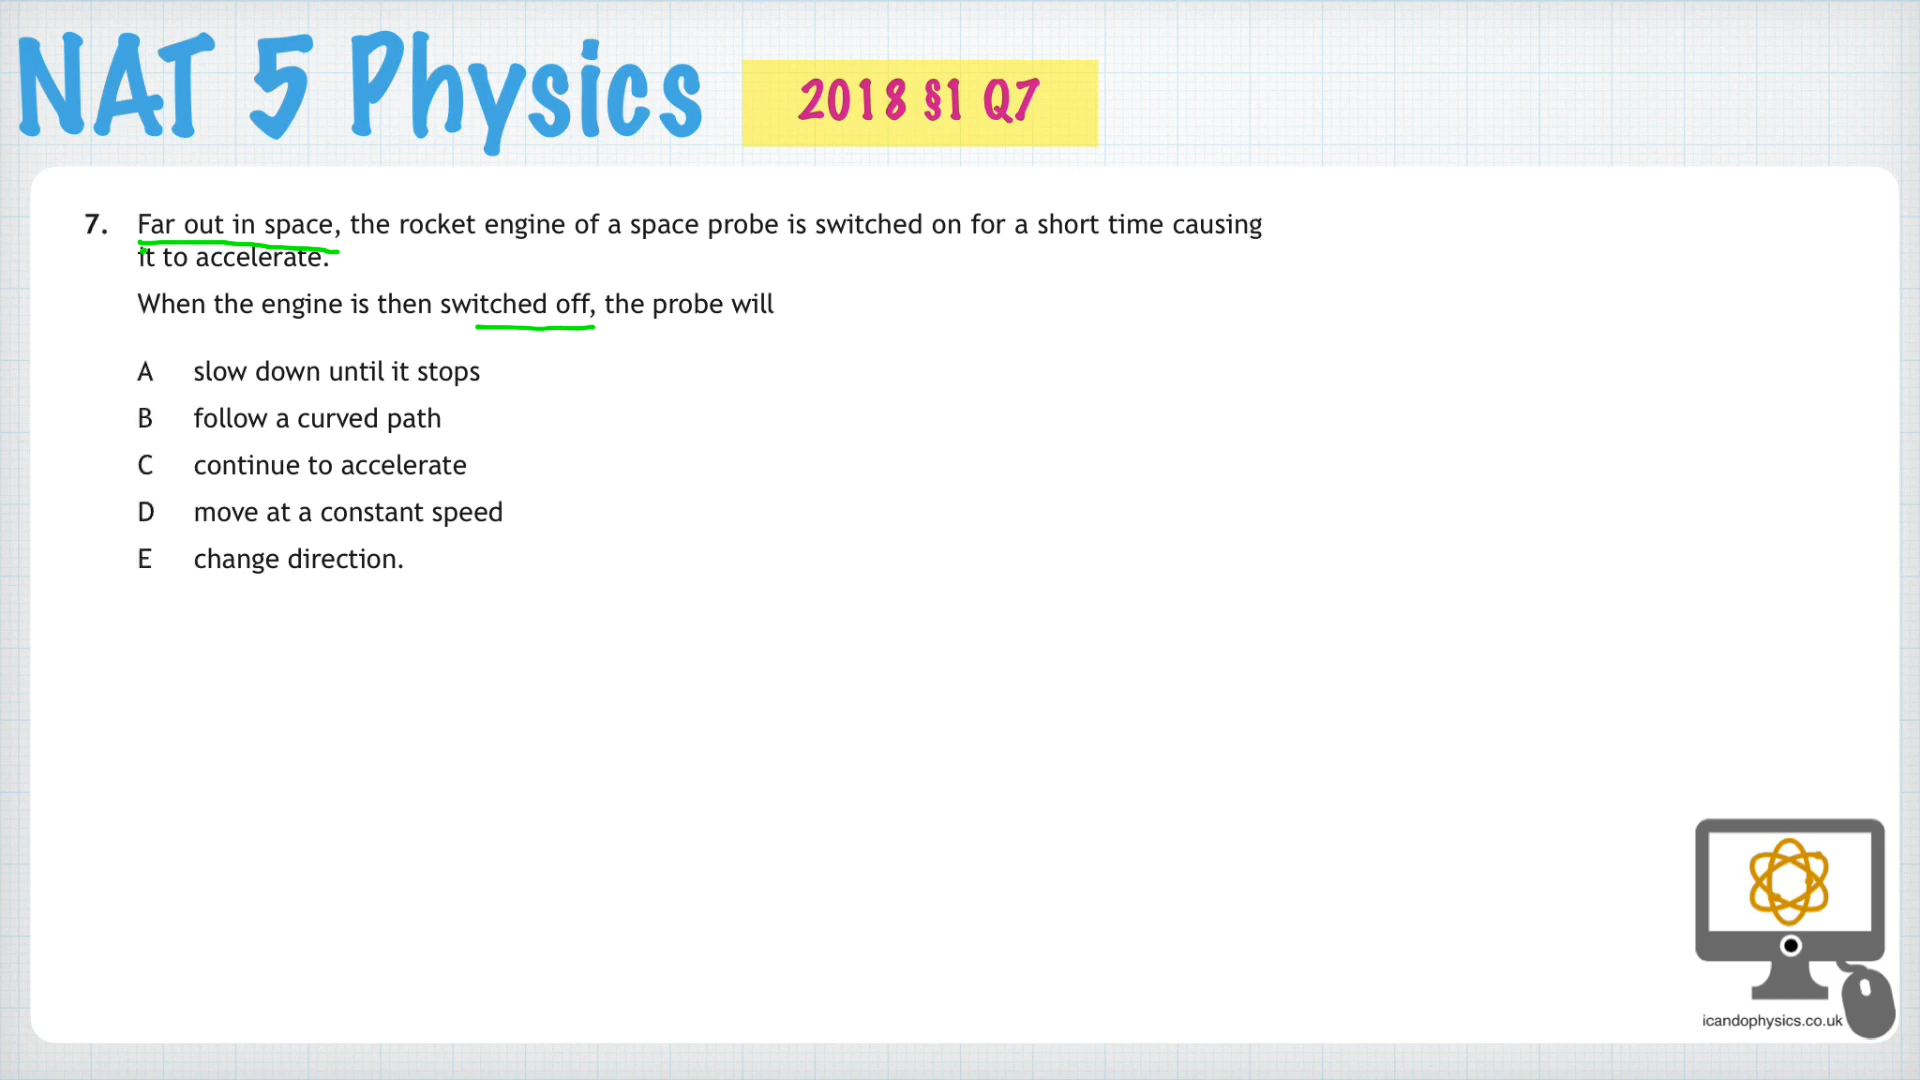 NAT 5 Physics
2018 §1 Q7
7. Far out in space, the rocket engine of a space probe is switched on for a short time causing
it to accelerate.
When the engine is then switched off, the probe will
A slow down until it stops
B follow a curved path
C continue to accelerate
D move at a constant speed
E change direction.
icandophysics.co.uk